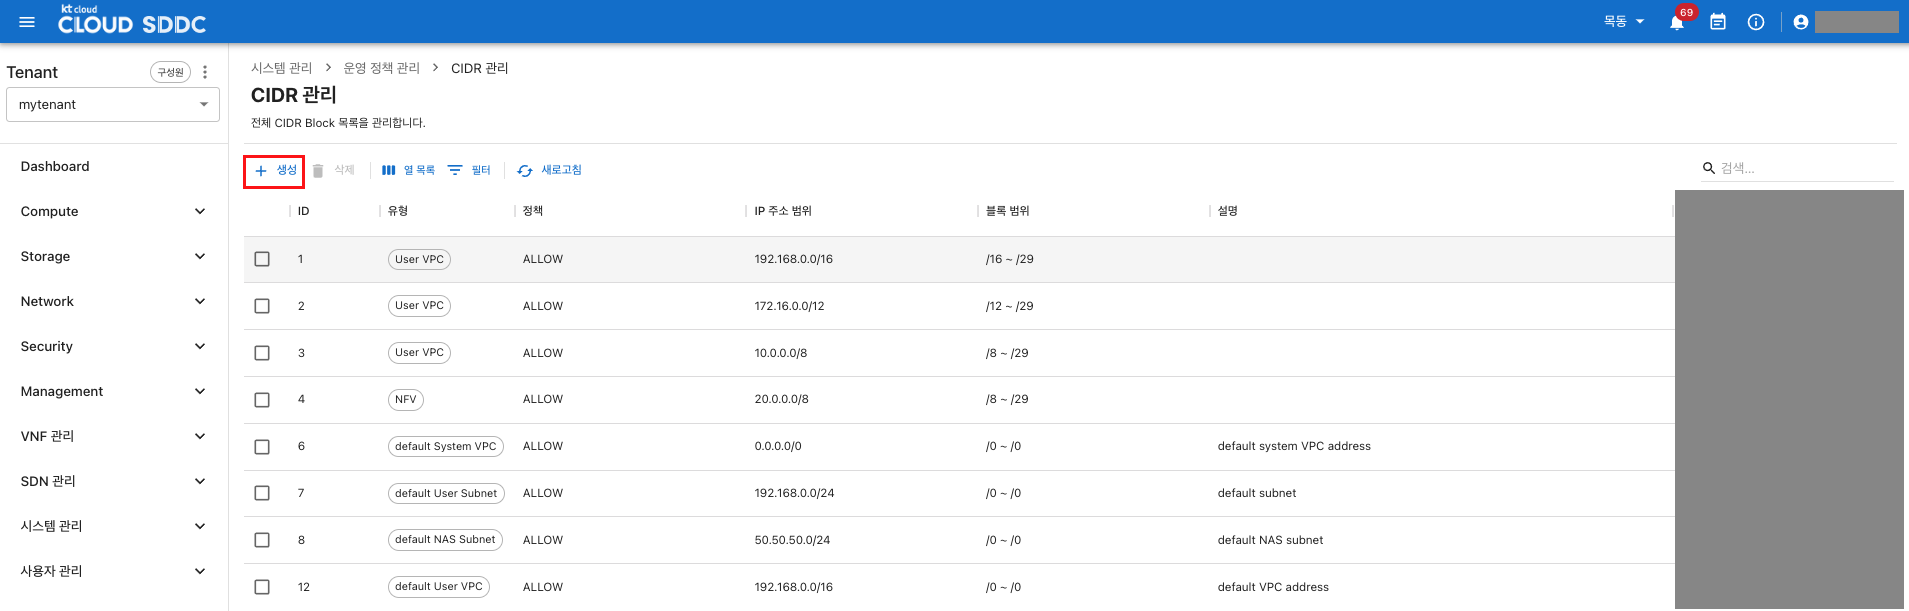 kt cloud
CLOUD SDDC
목동
69
Tenant
구성원
mytenant
Dashboard
Compute
Storage
Network
Security
Management
VNF 관리
SDN 관리
시스템 관리
사용자 관리
시스템 관리 > 운영 정책 관리 > CIDR 관리
CIDR 관리
전체 CIDR Block 목록을 관리합니다.
생성 삭제 열 목록 필터 새로고침
검색...
ID 유형 정책 IP 주소 범위 블록 범위 설명
1 User VPC ALLOW 192.168.0.0/16 /16 ~ /29
2 User VPC ALLOW 172.16.0.0/12 /12 ~ /29
3 User VPC ALLOW 10.0.0.0/8 /8 ~ /29
4 NFV ALLOW 20.0.0.0/8 /8 ~ /29
6 default System VPC ALLOW 0.0.0.0/0 /0 ~ /0 default system VPC address
7 default User Subnet ALLOW 192.168.0.0/24 /0 ~ /0 default subnet
8 default NAS Subnet ALLOW 50.50.50.0/24 /0 ~ /0 default NAS subnet
12 default User VPC ALLOW 192.168.0.0/16 /0 ~ /0 default VPC address